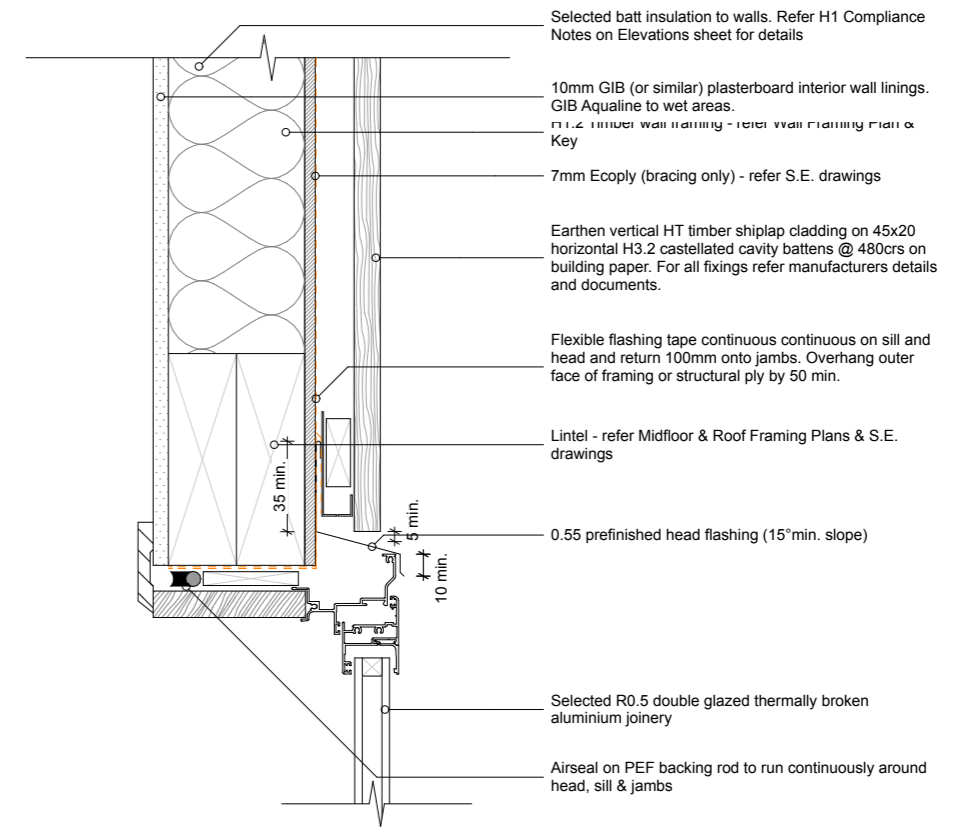 Selected batt insulation to walls. Refer H1 Compliance
Notes on Elevations sheet for details
10mm GIB (or similar) plasterboard interior wall linings.
GIB Aqualine to wet areas.
H1.2 Timber wall framing - refer Wall Framing Plan &
Key
7mm Ecoply (bracing only) - refer S.E. drawings
Earthen vertical HT timber shiplap cladding on 45x20
horizontal H3.2 castellated cavity battens @ 480crs on
building paper. For all fixings refer manufacturers details
and documents.
Flexible flashing tape continuous continuous on sill and
head and return 100mm onto jambs. Overhang outer
face of framing or structural ply by 50 min.
Lintel - refer Midfloor & Roof Framing Plans & S.E.
drawings
35 min.
5 min.
0.55 prefinished head flashing (15°min. slope)
10 min.
Selected R0.5 double glazed thermally broken
aluminium joinery
Airseal on PEF backing rod to run continuously around
head, sill & jambs